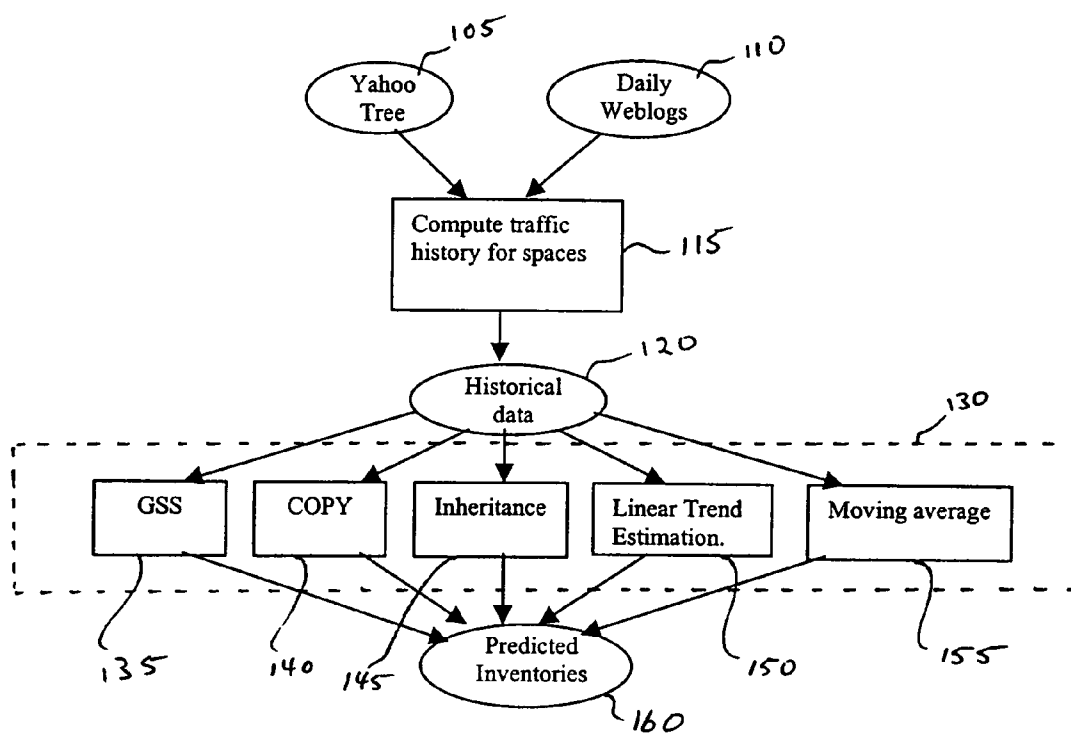 105
110
Yahoo
Tree
Daily
Weblogs
Compute traffic
history for spaces
115
120
Historical
data
130
GSS
COPY
Inheritance
Linear Trend
Estimation.
Moving average
135
140
145
150
155
Predicted
Inventories
160